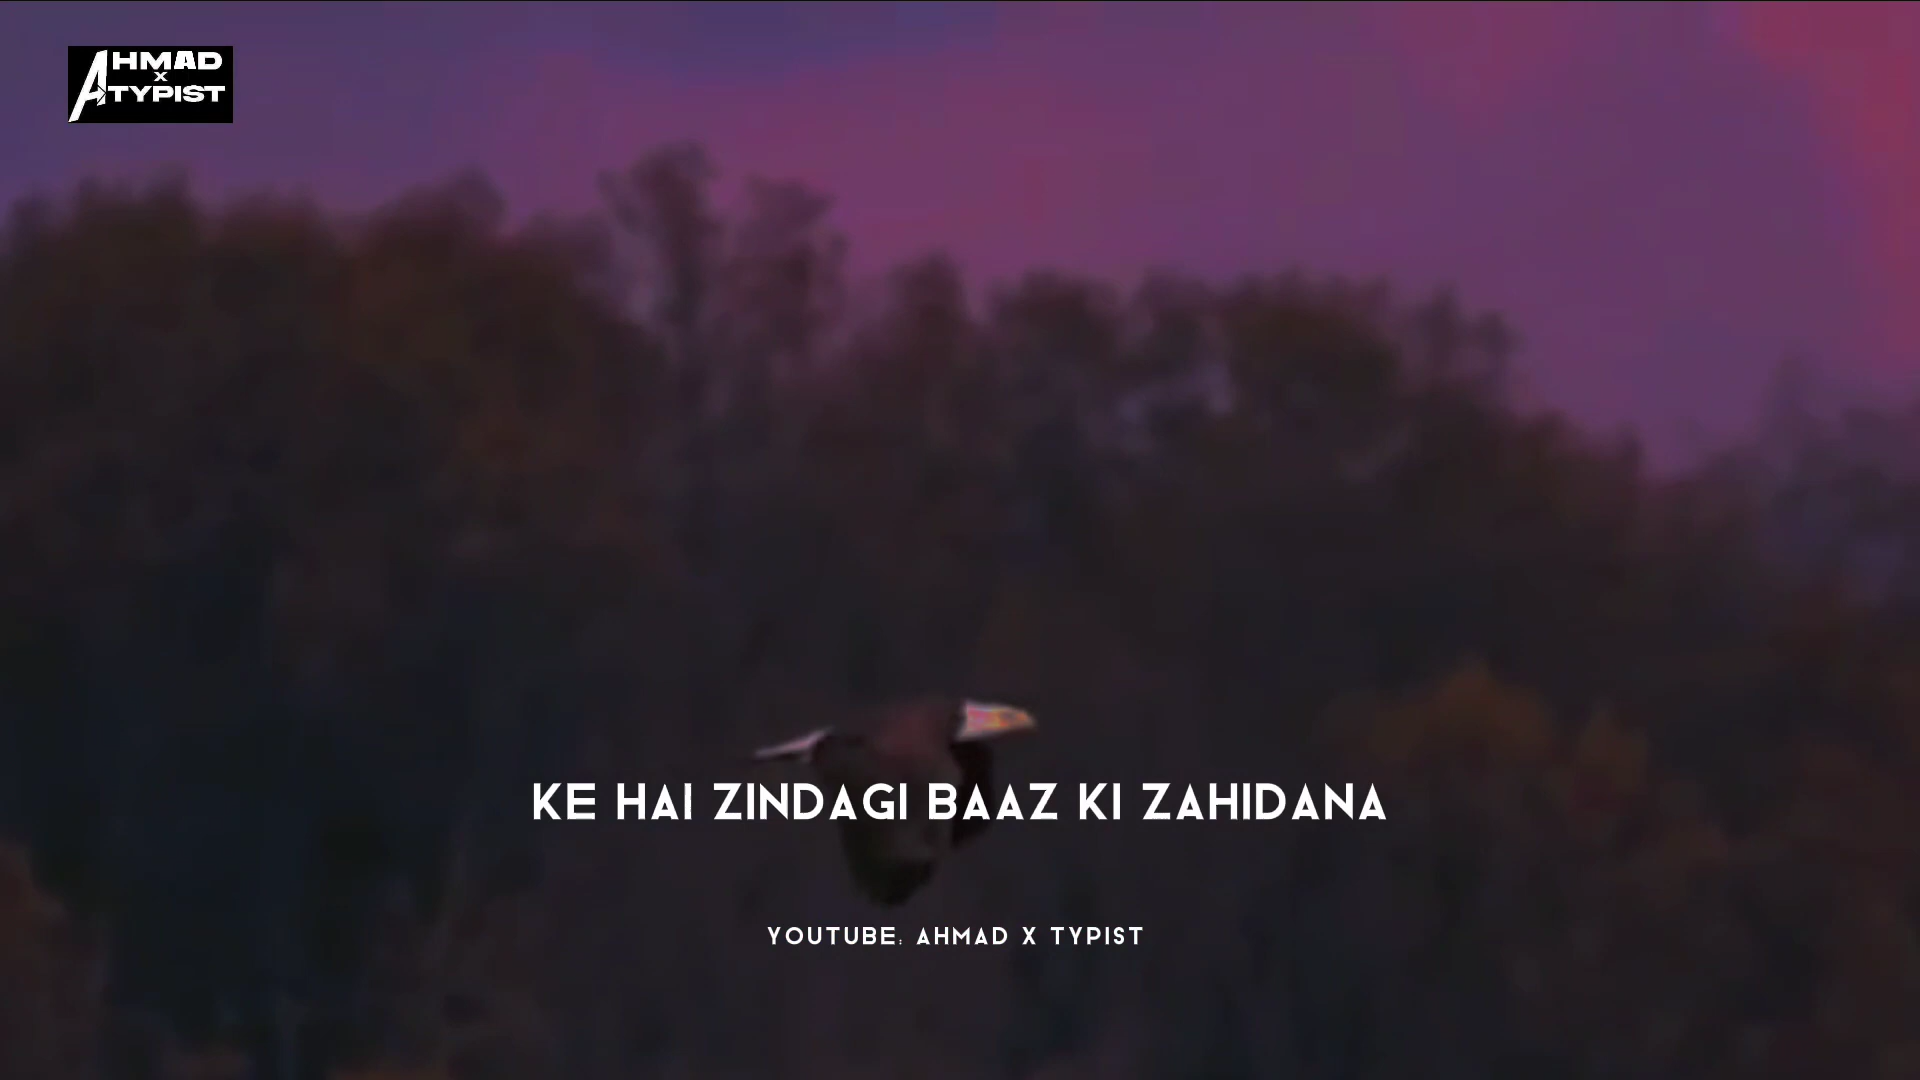 AHMAD
X
TYPIST
KE HAI ZINDAGI BAAZ KI ZAHIDANA
YOUTUBE: AHMAD X TYPIST